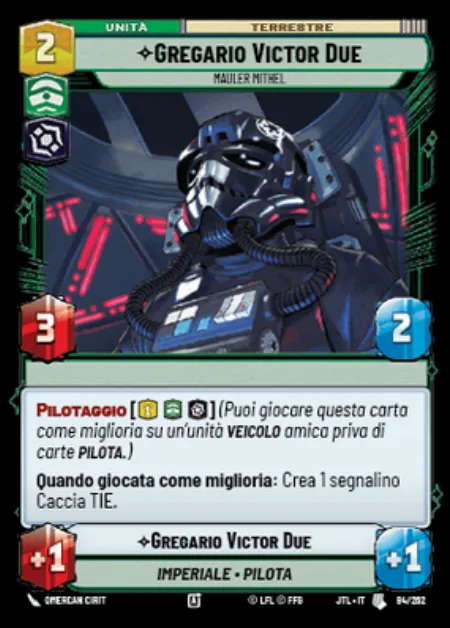 UNITÀ
TERRESTRE
2
✧GREGARIO VICTOR DUE
MAULER MITHEL
3
2
PILOTAGGIO [1] (Puoi giocare questa carta
come miglioria su un'unità VEICOLO amica priva di
carte PILOTA.)
Quando giocata come miglioria: Crea 1 segnalino
Caccia TIE.
✧GREGARIO VICTOR DUE
+1
+1
IMPERIALE • PILOTA
OMERCAN CIRIT
A
© LFL © FFG
JTL • IT
94/262